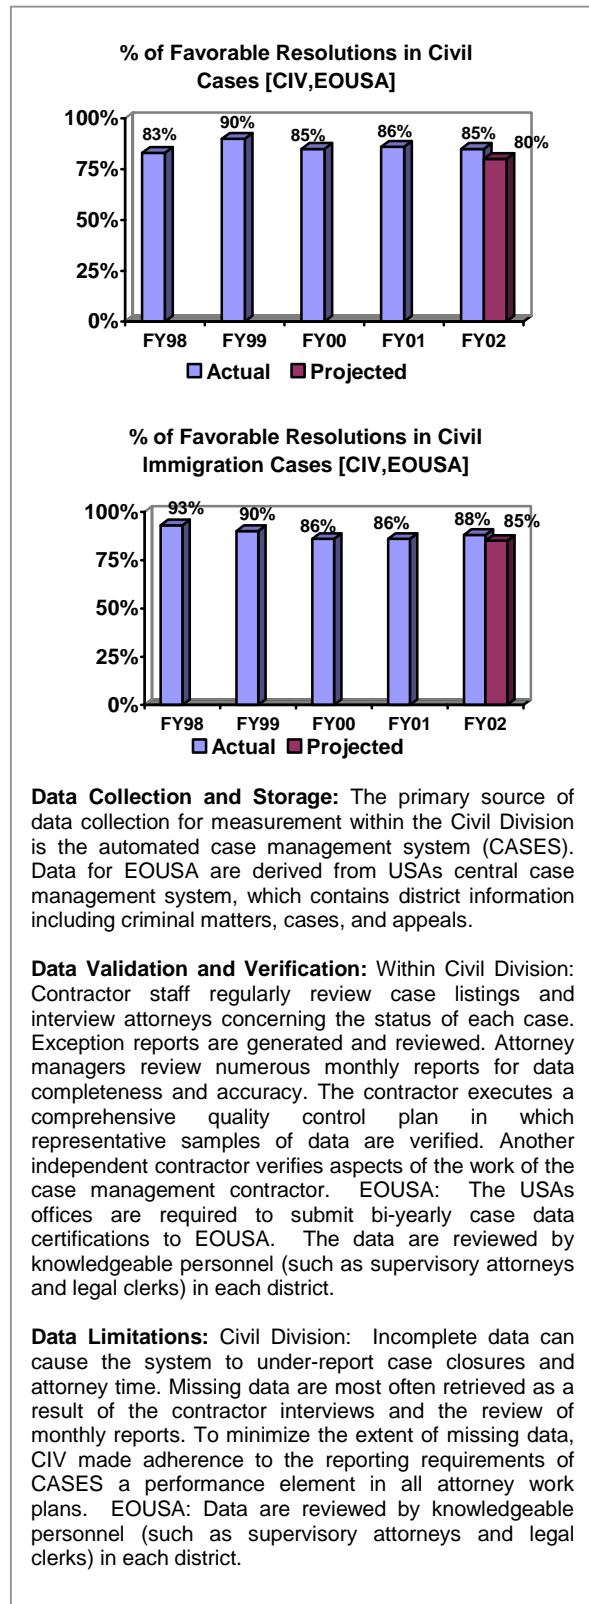 % of Favorable Resolutions in Civil
Cases [CIV,EOUSA]
100%
75%
50%
25%
0%
83%
90%
85%
86%
85%
80%
FY98
FY99
FY00
FY01
FY02
Actual
Projected
% of Favorable Resolutions in Civil
Immigration Cases [CIV,EOUSA]
100%
75%
50%
25%
0%
93%
90%
86%
86%
88%
85%
FY98
FY99
FY00
FY01
FY02
Actual
Projected
Data Collection and Storage: The primary source of
data collection for measurement within the Civil Division
is the automated case management system (CASES).
Data for EOUSA are derived from USAs central case
management system, which contains district information
including criminal matters, cases, and appeals.
Data Validation and Verification: Within Civil Division:
Contractor staff regularly review case listings and
interview attorneys concerning the status of each case.
Exception reports are generated and reviewed. Attorney
managers review numerous monthly reports for data
completeness and accuracy. The contractor executes a
comprehensive quality control plan in which
representative samples of data are verified. Another
independent contractor verifies aspects of the work of the
case management contractor. EOUSA: The USAs
offices are required to submit bi-yearly case data
certifications to EOUSA. The data are reviewed by
knowledgeable personnel (such as supervisory attorneys
and legal clerks) in each district.
Data Limitations: Civil Division: Incomplete data can
cause the system to under-report case closures and
attorney time. Missing data are most often retrieved as a
result of the contractor interviews and the review of
monthly reports. To minimize the extent of missing data,
CIV made adherence to the reporting requirements of
CASES a performance element in all attorney work
plans. EOUSA: Data are reviewed by knowledgeable
personnel (such as supervisory attorneys and legal
clerks) in each district.